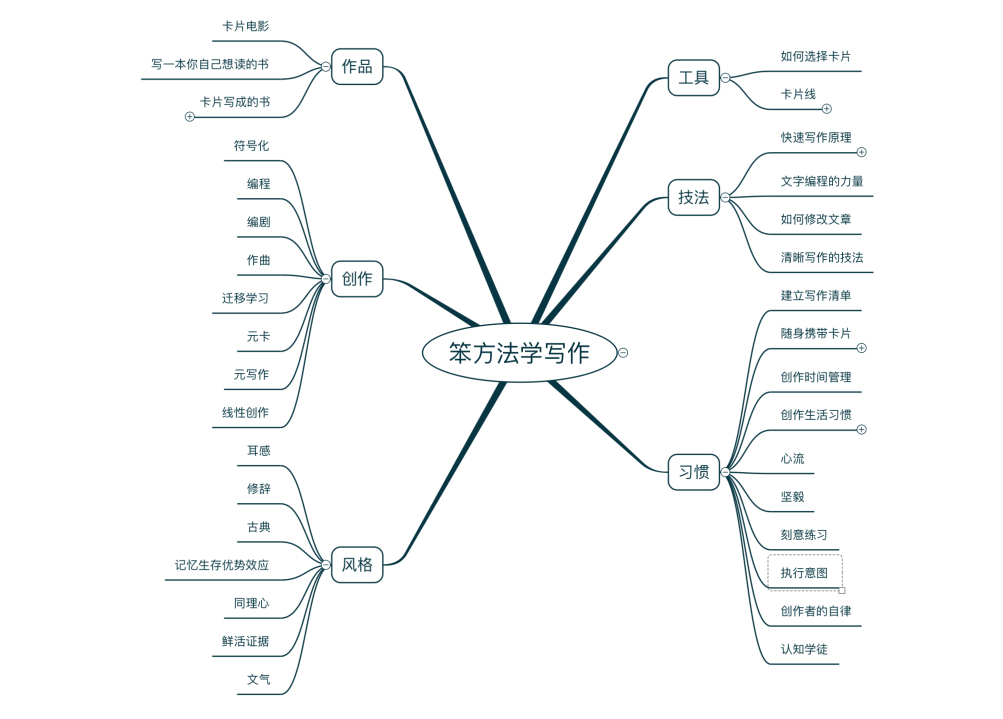 笨方法学写作
作品
卡片电影
写一本你自己想读的书
卡片写成的书
创作
符号化
编程
编剧
作曲
迁移学习
元卡
元写作
线性创作
风格
耳感
修辞
古典
记忆生存优势效应
同理心
鲜活证据
文气
工具
如何选择卡片
卡片线
技法
快速写作原理
文字编程的力量
如何修改文章
清晰写作的技法
习惯
建立写作清单
随身携带卡片
创作时间管理
创作生活习惯
心流
坚毅
刻意练习
执行意图
创作者的自律
认知学徒